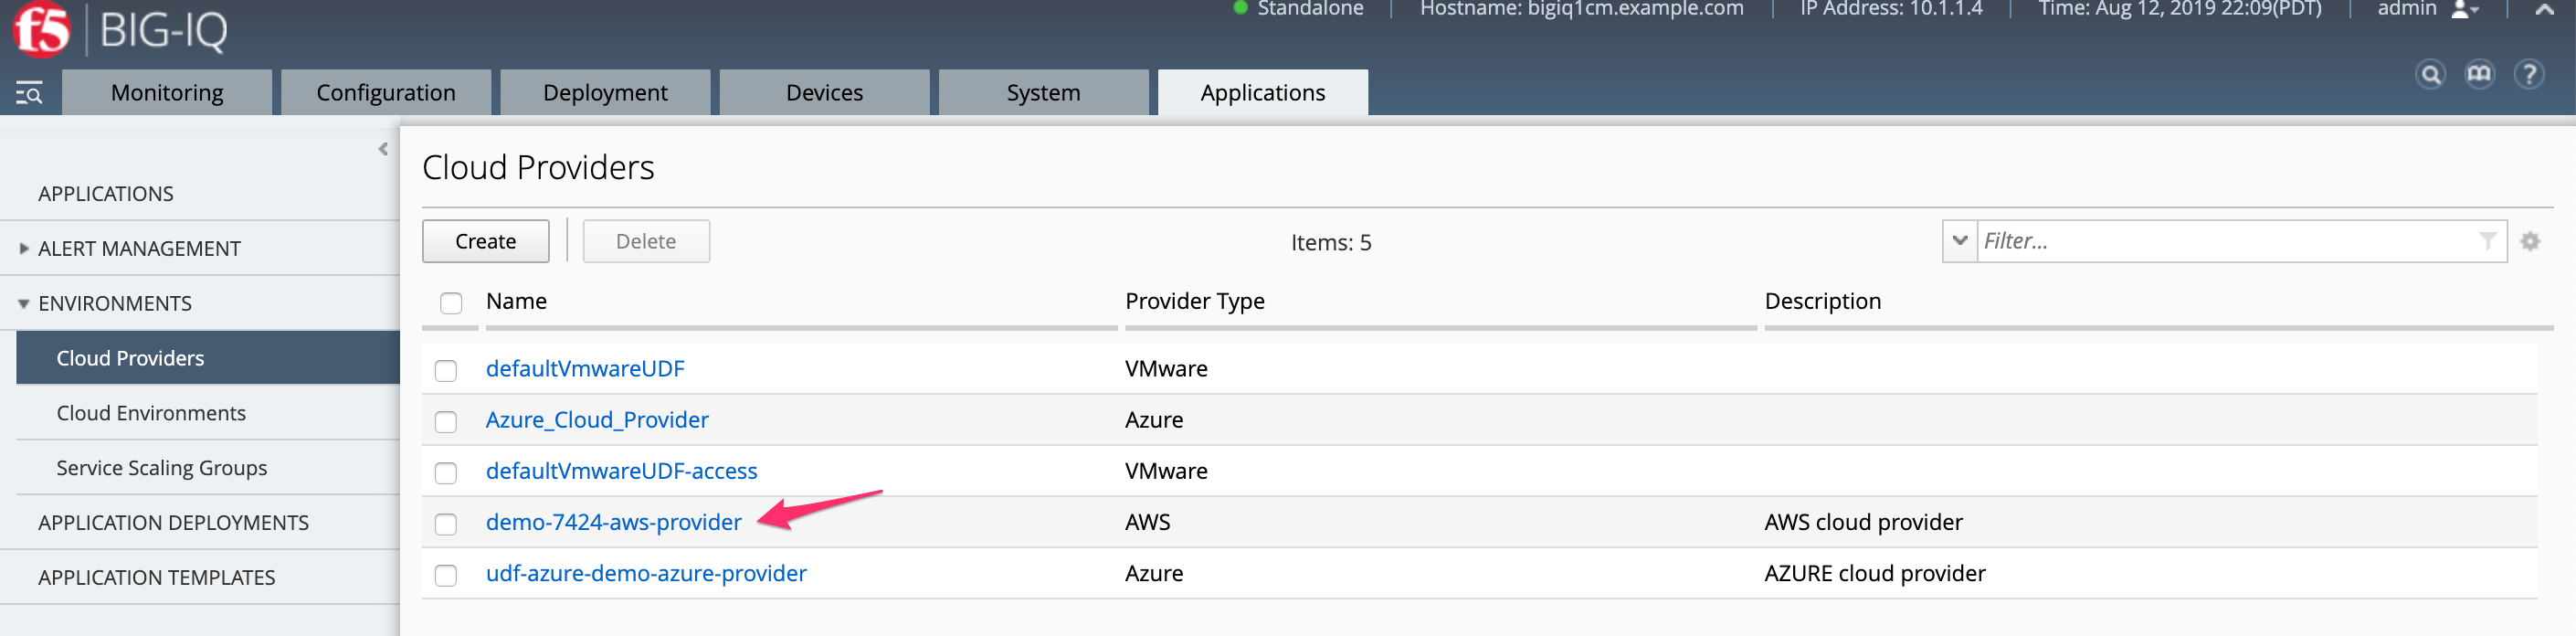 Standalone | Hostname: bigiq1cm.example.com | IP Address: 10.1.1.4 | Time: Aug 12, 2019 22:09(PDT) | admin
f5 | BIG-IQ
Monitoring Configuration Deployment Devices System Applications
?
Cloud Providers
APPLICATIONS
Create Delete Items: 5 Filter...
ALERT MANAGEMENT
ENVIRONMENTS
Name Provider Type Description
Cloud Providers
defaultVmwareUDF VMware
Cloud Environments
Azure_Cloud_Provider Azure
Service Scaling Groups
defaultVmwareUDF-access VMware
APPLICATION DEPLOYMENTS
demo-7424-aws-provider AWS AWS cloud provider
APPLICATION TEMPLATES
udf-azure-demo-azure-provider Azure AZURE cloud provider